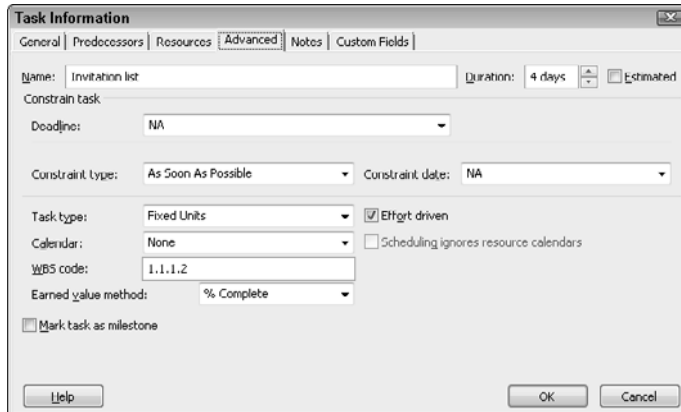 Task Information
General Predecessors Resources Advanced Notes Custom Fields
Name: Invitation list Duration: 4 days Estimated
Constrain task
Deadline: NA
Constraint type: As Soon As Possible Constraint date: NA
Task type: Fixed Units Effort driven
Calendar: None Scheduling ignores resource calendars
WBS code: 1.1.1.2
Earned value method: % Complete
Mark task as milestone
Help OK Cancel